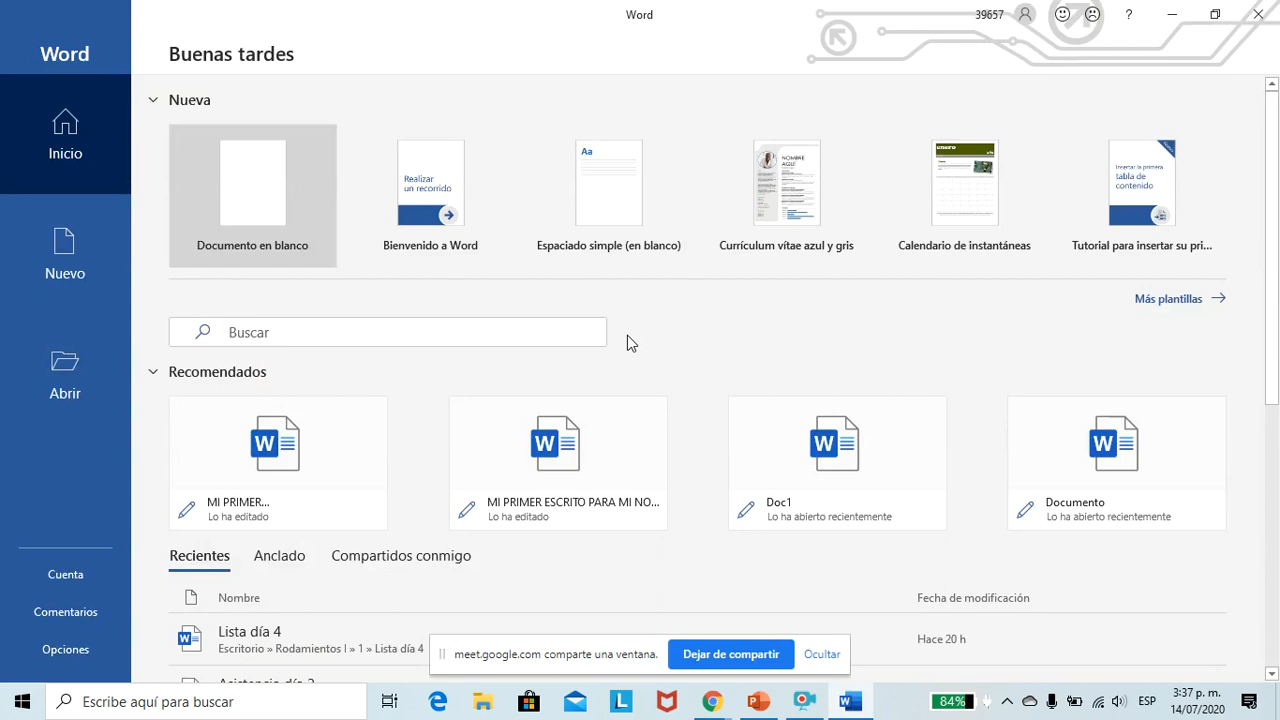 Word
39657
?
Word
Buenas tardes
Inicio
Nuevo
Abrir
Cuenta
Comentarios
Opciones
Nueva
Realizar
un recorrido
Aa
NOMBRE
AQUÍ
enero
Insertar la primera
tabla de
contenido
Documento en blanco
Bienvenido a Word
Espaciado simple (en blanco)
Currículum vítae azul y gris
Calendario de instantáneas
Tutorial para insertar su pri...
Más plantillas
Buscar
Recomendados
MI PRIMER...
Lo ha editado
MI PRIMER ESCRITO PARA MI NO...
Lo ha editado
Doc1
Lo ha abierto recientemente
Documento
Lo ha abierto recientemente
Recientes Anclado Compartidos conmigo
Nombre Fecha de modificación
Lista día 4
Escritorio » Rodamientos I » 1 » Lista día 4
Hace 20 h
meet.google.com comparte una ventana. Dejar de compartir Ocultar
Escribe aquí para buscar
84%
ESP
3:37 p. m.
14/07/2020